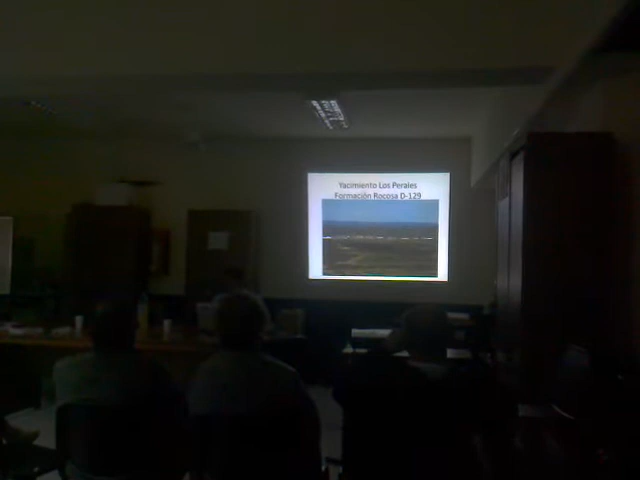 Yacimiento Los Perales
Formación Rocosa D-129